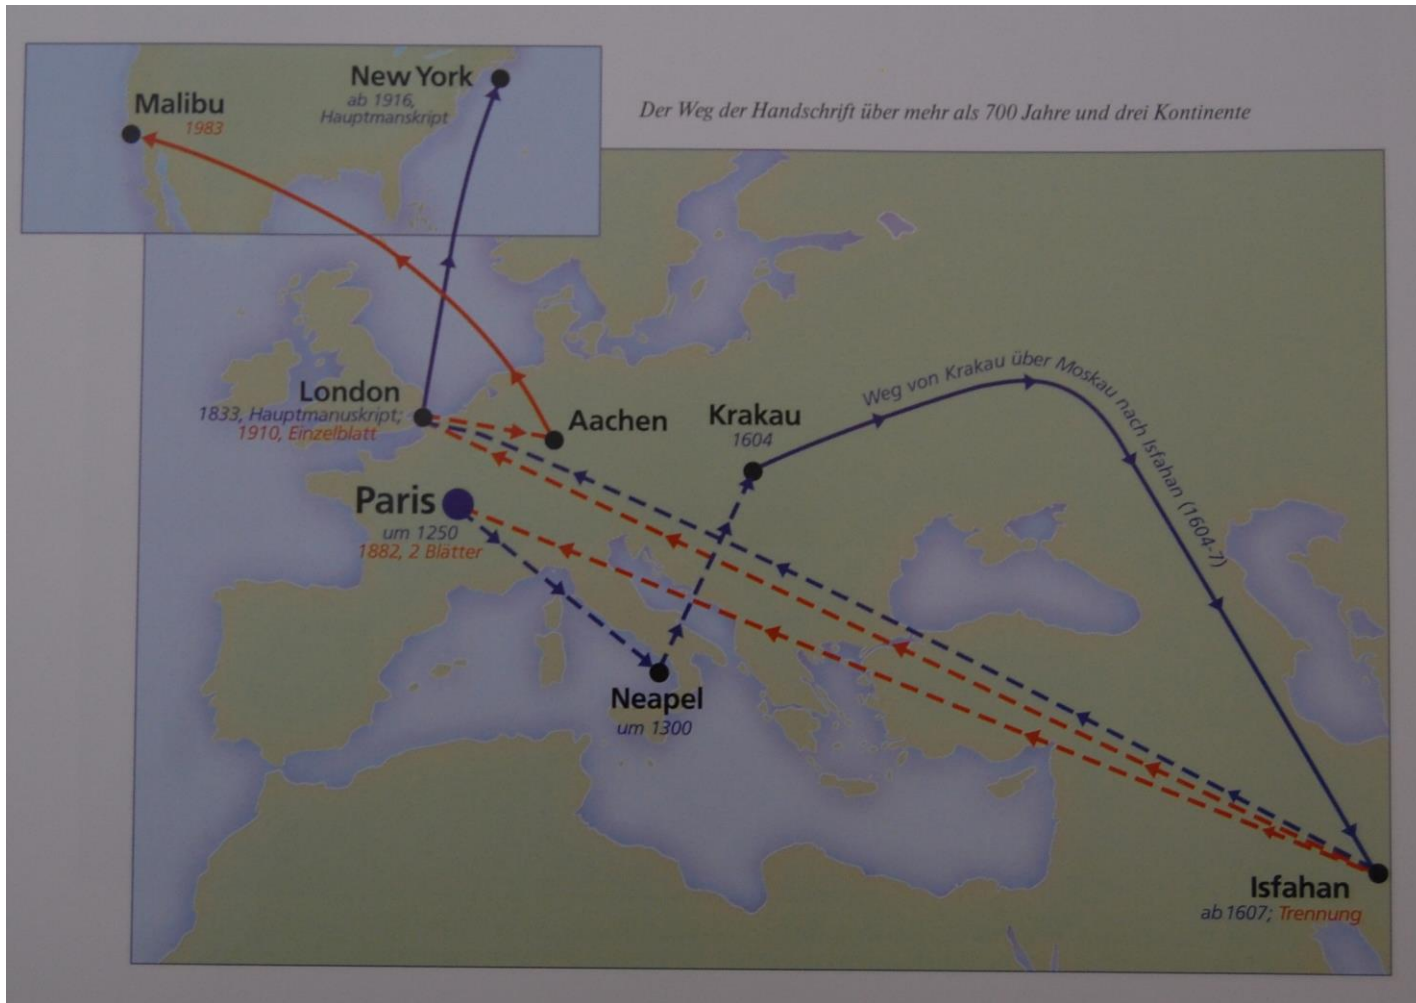 New York
ab 1916,
Hauptmanskript
Malibu
1983
Der Weg der Handschrift über mehr als 700 Jahre und drei Kontinente
London
1833, Hauptmanuskript;
1910, Einzelblatt
Aachen
Krakau
1604
Weg von Krakau über Moskau nach Isfahan (1604-7)
Paris
um 1250
1882, 2 Blätter
Neapel
um 1300
Isfahan
ab 1607; Trennung